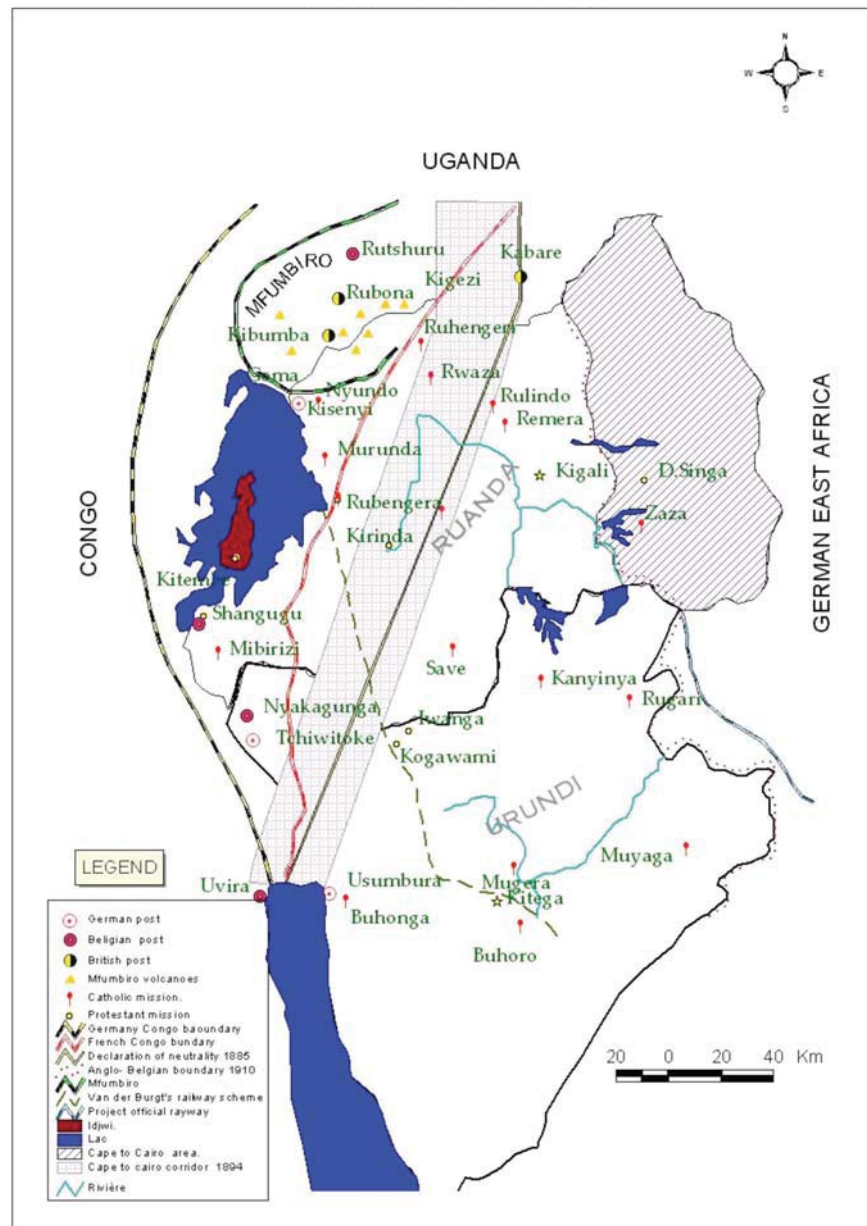 N
W E
S
UGANDA
Rutshuru
Kabare
MFUMBI.RO
Kigezi
Rubona
Kibumba
Ruhengeri
Goma
Rwaza
Nyundo
Kisenyi
Rulindo
Remera
Murunda
Kigali
D.Singa
Rubengera
RUANDA
Zaza
Kirinda
CONGO
GERMAN EAST AFRICA
Shangugu
Mibirizi
Save
Kanyinya
Rugari
Nyakagunga
Iwanga
Tchiwitoke
Kogawami
URUNDI
Muyaga
LEGEND
Uvira
Usumbura
Mugera
Kitega
Buhonga
Buhoro
German post
Beligian post
British post
Mfumbiro volcanoes
Catholic mission.
Protestant mission
Germany Congo baoundary
French Congo bundary
Declaration of neutrality 1885
Anglo- Belgian boundary 1910
Mfumbiro
Van der Burgt's railway scheme
Project official rayway
Idjwi.
Lac
Cape to Cairo area.
Cape to cairo corridor 1894
Rivière
20 0 20 40 Km